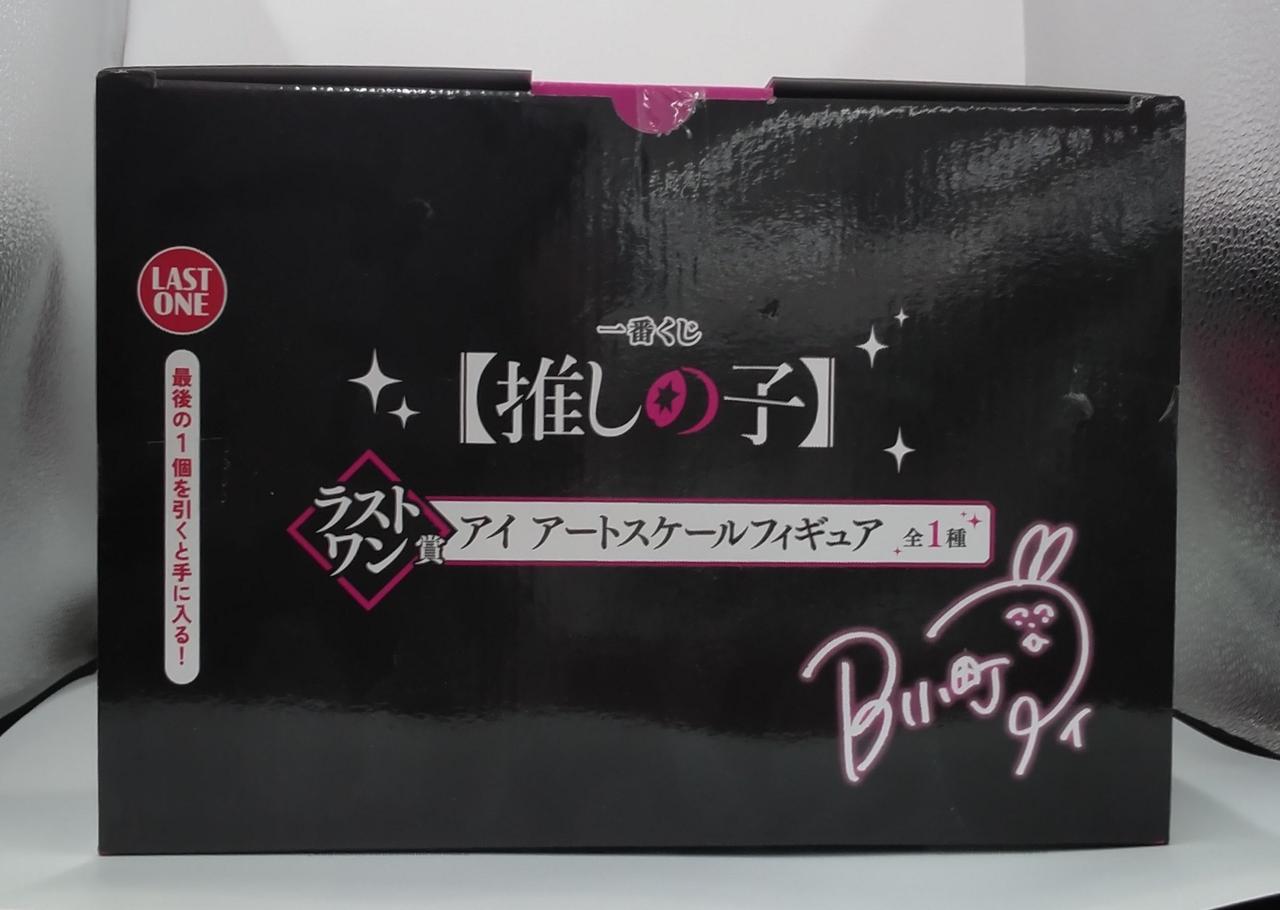 LAST
ONE
最後の1個を引くと手に入る!
一番くじ
【推しの子】
ラスト
ワン賞
アイ アートスケールフィギュア 全1種
B小町
アイ